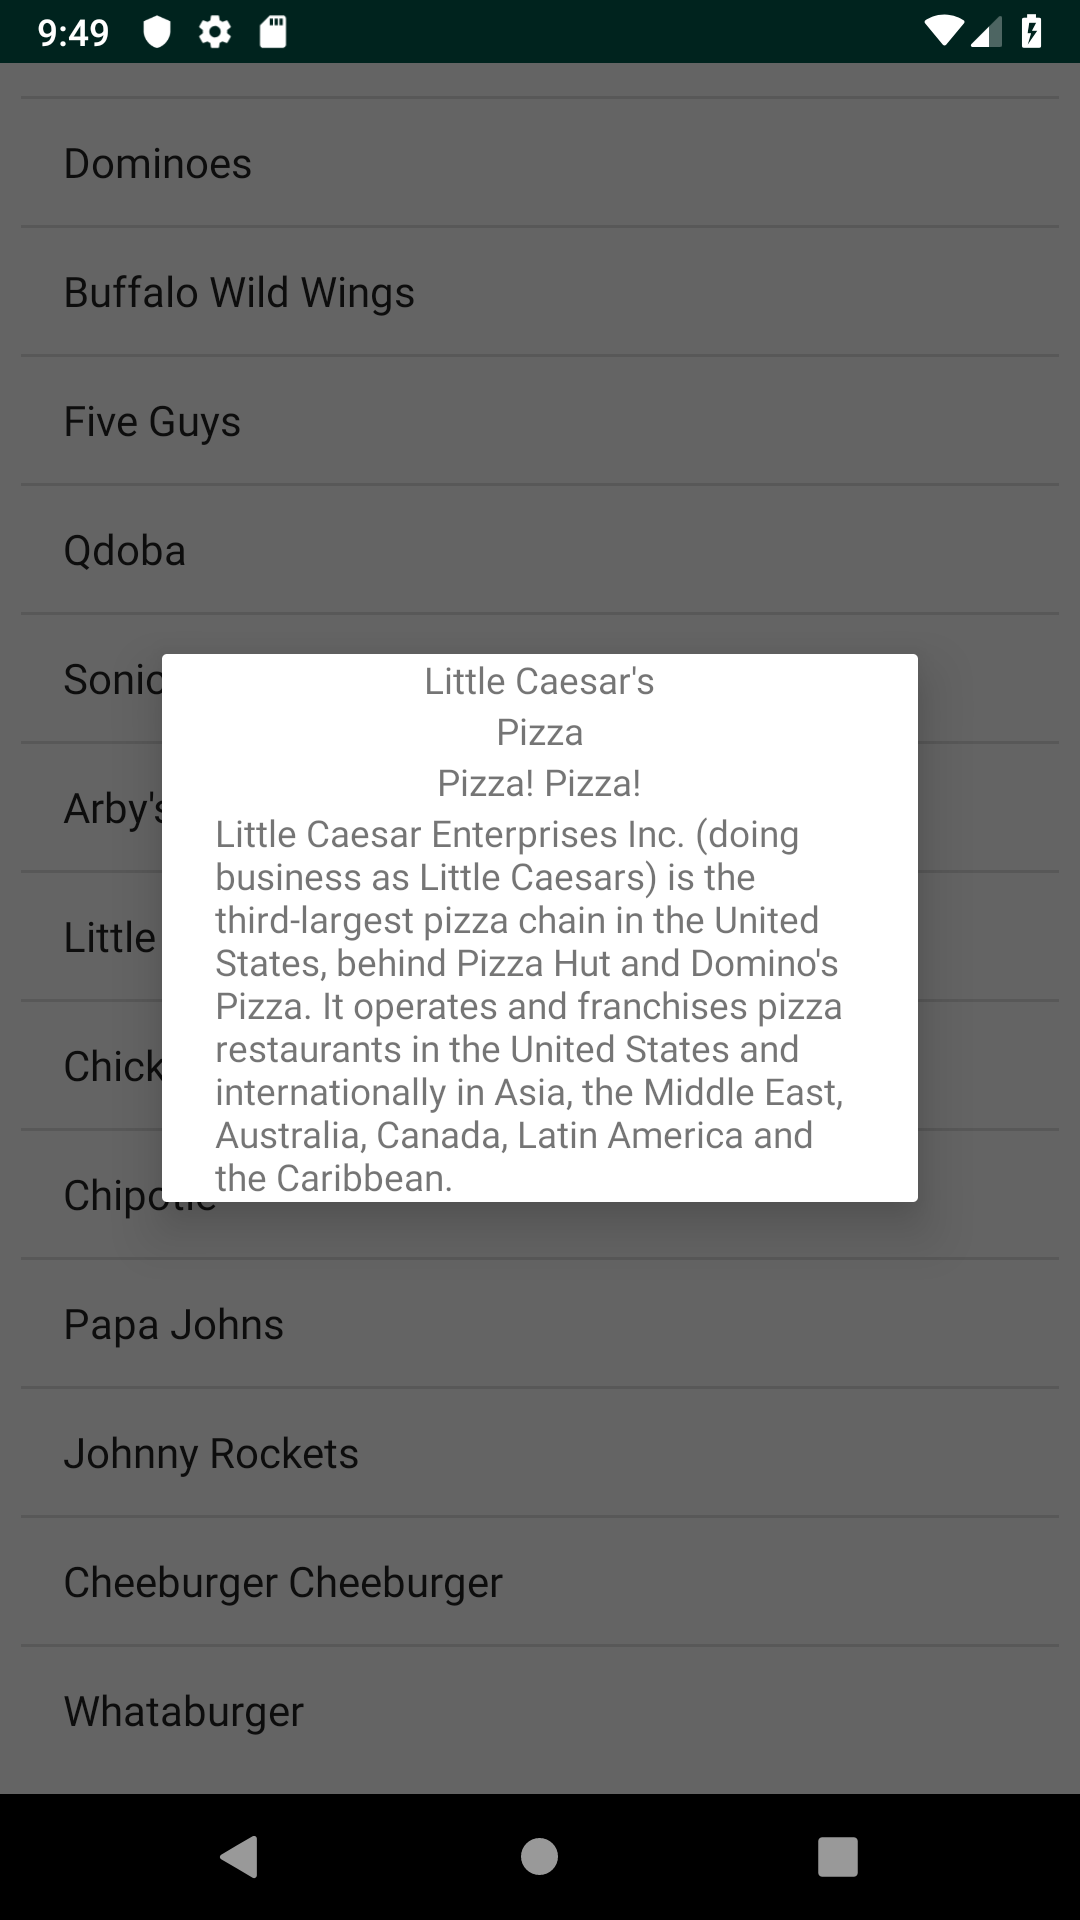 9:49
Dominoes
Buffalo Wild Wings
Five Guys
Qdoba
Sonic
Little Caesar's
Pizza
Pizza! Pizza!
Little Caesar Enterprises Inc. (doing
business as Little Caesars) is the
third-largest pizza chain in the United
States, behind Pizza Hut and Domino's
Pizza. It operates and franchises pizza
restaurants in the United States and
internationally in Asia, the Middle East,
Australia, Canada, Latin America and
the Caribbean.
Arby's
Little
Chick
Chipotle
Papa Johns
Johnny Rockets
Cheeburger Cheeburger
Whataburger